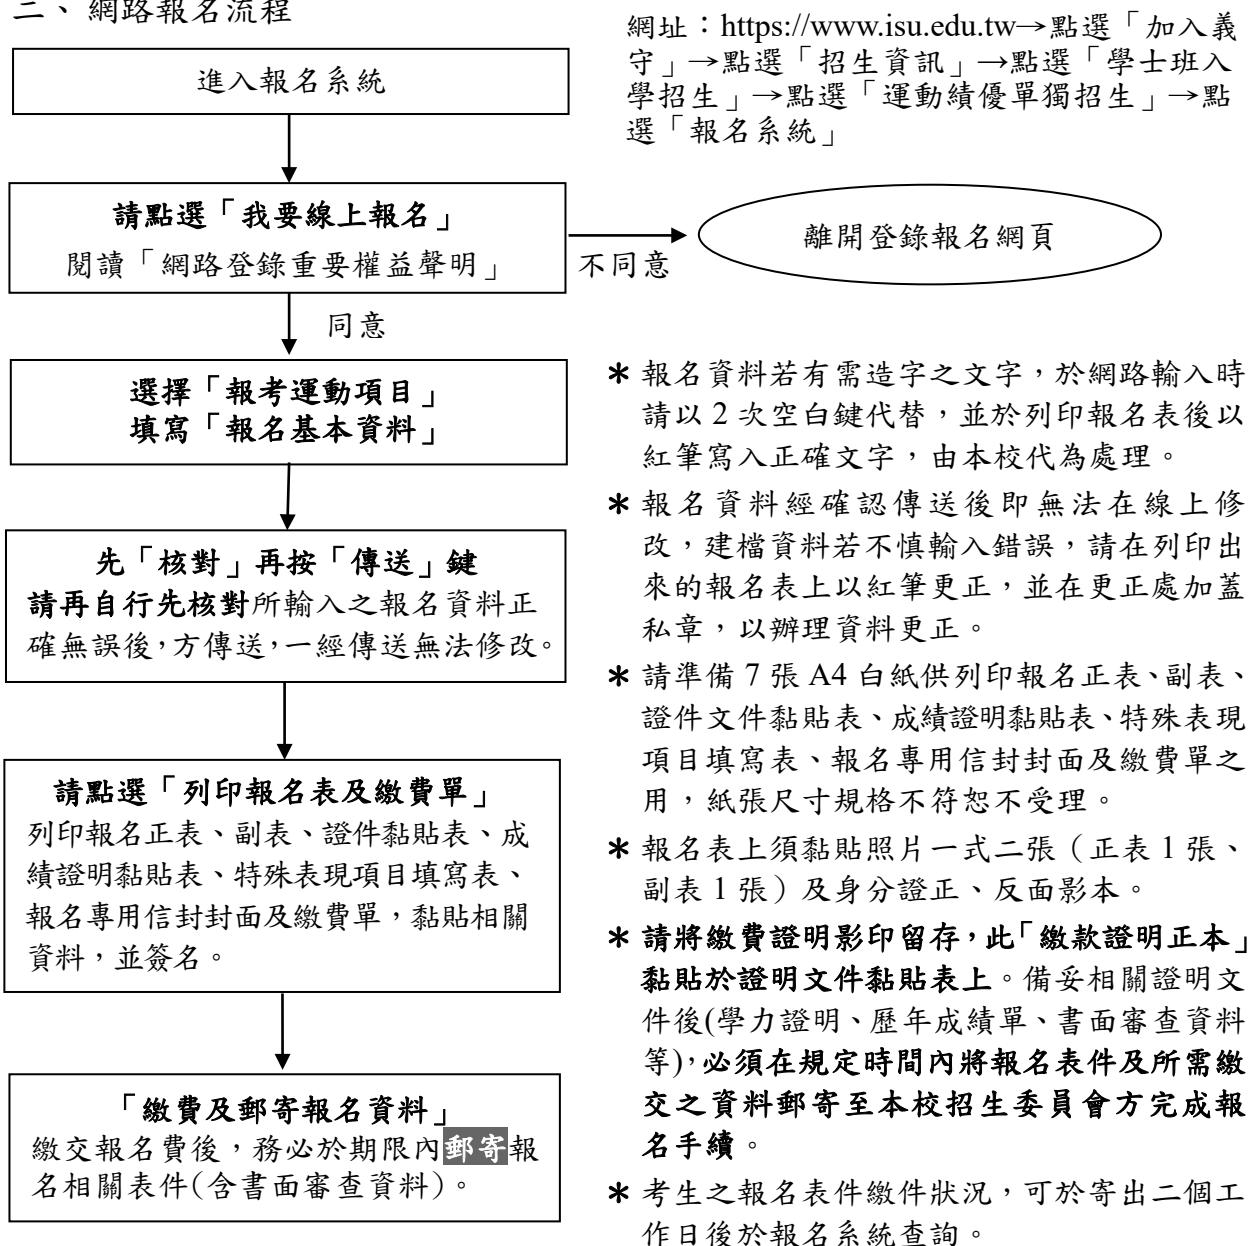 二、 網路報名流程
網址：https://www.isu.edu.tw→點選「加入義
守」→點選「招生資訊」→點選「學士班入
學招生」→點選「運動績優單獨招生」→點
選「報名系統」
進入報名系統
請點選「我要線上報名」
閱讀「網路登錄重要權益聲明」
不同意
離開登錄報名網頁
同意
選擇「報考運動項目」
填寫「報名基本資料」
先「核對」再按「傳送」鍵
請再自行先核對所輸入之報名資料正
確無誤後，方傳送，一經傳送無法修改。
請點選「列印報名表及繳費單」
列印報名正表、副表、證件黏貼表、成
績證明黏貼表、特殊表現項目填寫表、
報名專用信封封面及繳費單，黏貼相關
資料，並簽名。
「繳費及郵寄報名資料」
繳交報名費後，務必於期限內郵寄報
名相關表件(含書面審查資料)。
＊報名資料若有需造字之文字，於網路輸入時
請以 2 次空白鍵代替，並於列印報名表後以
紅筆寫入正確文字，由本校代為處理。
＊報名資料經確認傳送後即無法在線上修
改，建檔資料若不慎輸入錯誤，請在列印出
來的報名表上以紅筆更正，並在更正處加蓋
私章，以辦理資料更正。
＊請準備 7 張 A4 白紙供列印報名正表、副表、
證件文件黏貼表、成績證明黏貼表、特殊表現
項目填寫表、報名專用信封封面及繳費單之
用，紙張尺寸規格不符恕不受理。
＊報名表上須黏貼照片一式二張（正表 1 張、
副表 1 張）及身分證正、反面影本。
＊請將繳費證明影印留存，此「繳款證明正本」
黏貼於證明文件黏貼表上。備妥相關證明文
件後(學力證明、歷年成績單、書面審查資料
等)，必須在規定時間內將報名表件及所需繳
交之資料郵寄至本校招生委員會方完成報
名手續。
＊考生之報名表件繳件狀況，可於寄出二個工
作日後於報名系統查詢。